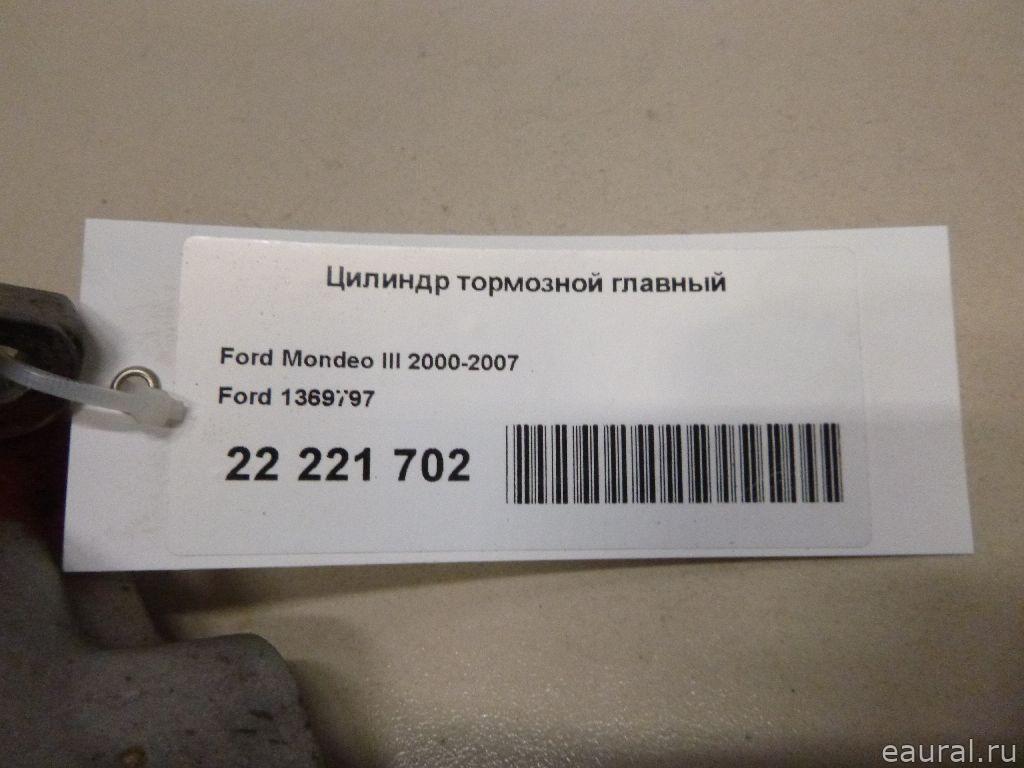 Цилиндр тормозной главный
Ford Mondeo III 2000-2007
Ford 1369797
22 221 702
eaural.ru